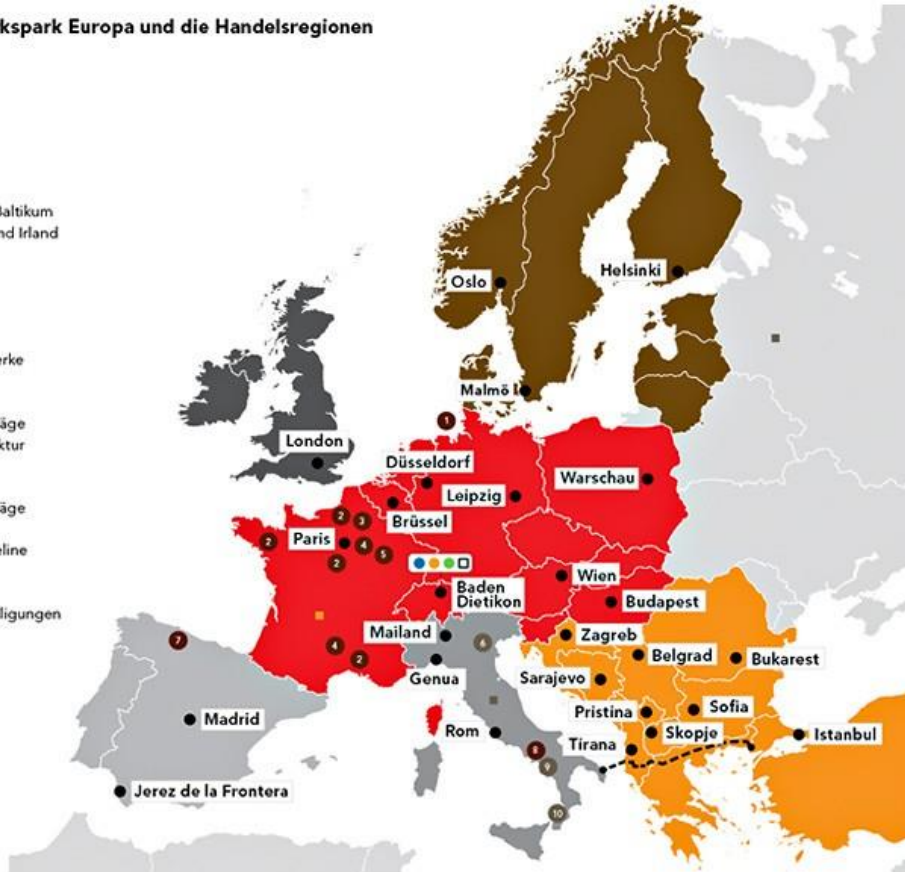 kspark Europa und die Handelsregionen
Baltikum
nd Irland
erke
äge
ktur
äge
eline
ligungen
Oslo
Helsinki
Malmö
1
London
Düsseldorf
Leipzig
Warschau
Brüssel
2
3
2
Paris
4
5
2
Wien
Baden
Dietikon
Budapest
Mailand
Zagreb
4
2
6
7
Genua
Belgrad
Bukarest
Sarajevo
Madrid
Pristina
Sofia
Rom
Skopje
Istanbul
Tirana
8
9
Jerez de la Frontera
10